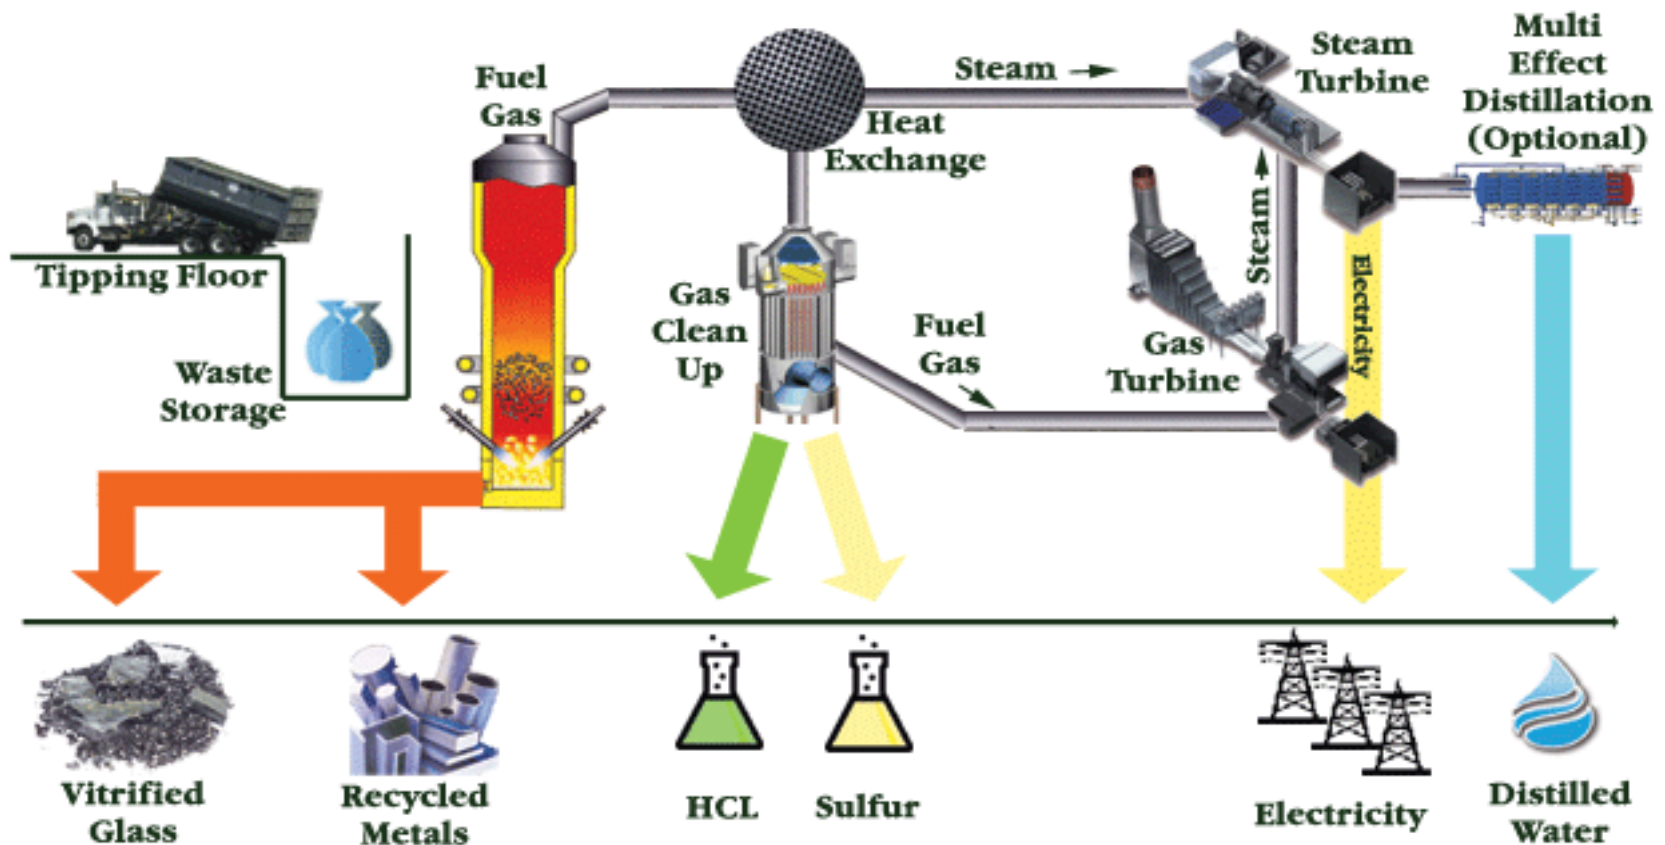 Fuel
Gas
Steam
Steam
Turbine
Multi
Effect
Distillation
(Optional)
Heat
Exchange
Tipping Floor
Waste
Storage
Gas
Clean
Up
Fuel
Gas
Gas
Turbine
Steam
Electricity
Vitrified
Glass
Recycled
Metals
HCL
Sulfur
Electricity
Distilled
Water